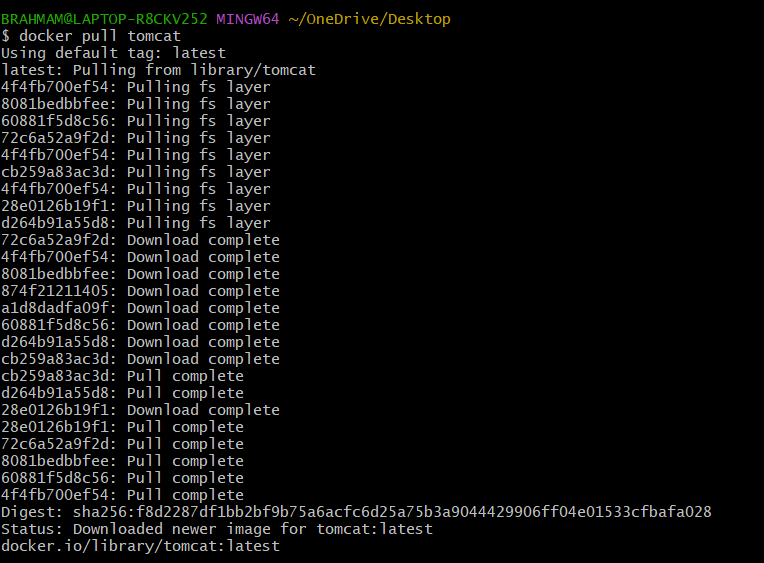 BRAHMAM@LAPTOP-R8CKV252 MINGW64 ~/OneDrive/Desktop
$ docker pull tomcat
Using default tag: latest
latest: Pulling from library/tomcat
4f4fb700ef54: Pulling fs layer
8081bedbbfee: Pulling fs layer
60881f5d8c56: Pulling fs layer
72c6a52a9f2d: Pulling fs layer
4f4fb700ef54: Pulling fs layer
cb259a83ac3d: Pulling fs layer
4f4fb700ef54: Pulling fs layer
28e0126b19f1: Pulling fs layer
d264b91a55d8: Pulling fs layer
72c6a52a9f2d: Download complete
4f4fb700ef54: Download complete
8081bedbbfee: Download complete
874f21211405: Download complete
a1d8dadfa09f: Download complete
60881f5d8c56: Download complete
d264b91a55d8: Download complete
cb259a83ac3d: Download complete
cb259a83ac3d: Pull complete
d264b91a55d8: Pull complete
28e0126b19f1: Download complete
28e0126b19f1: Pull complete
72c6a52a9f2d: Pull complete
8081bedbbfee: Pull complete
60881f5d8c56: Pull complete
4f4fb700ef54: Pull complete
Digest: sha256:f8d2287df1bb2bf9b75a6acfc6d25a75b3a9044429906ff04e01533cfbafa028
Status: Downloaded newer image for tomcat:latest
docker.io/library/tomcat:latest